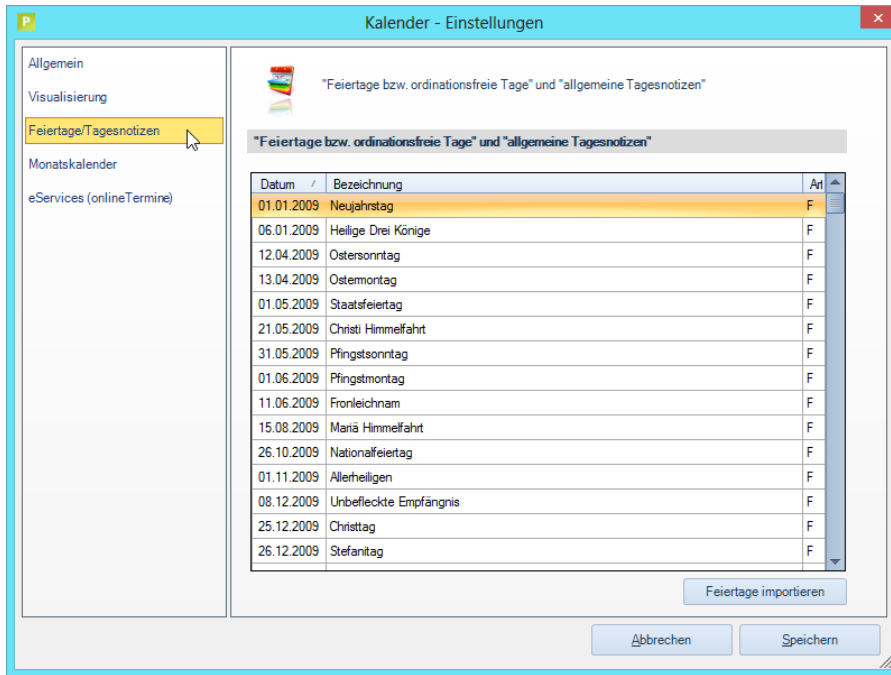 P
Kalender - Einstellungen
Allgemein
Visualisierung
Feiertage/Tagesnotizen
Monatskalender
eServices (onlineTermine)
"Feiertage bzw. ordinationsfreie Tage" und "allgemeine Tagesnotizen"
"Feiertage bzw. ordinationsfreie Tage" und "allgemeine Tagesnotizen"
Datum / Bezeichnung Art
01.01.2009 Neujahrstag F
06.01.2009 Heilige Drei Könige F
12.04.2009 Ostersonntag F
13.04.2009 Ostermontag F
01.05.2009 Staatsfeiertag F
21.05.2009 Christi Himmelfahrt F
31.05.2009 Pfingstsonntag F
01.06.2009 Pfingstmontag F
11.06.2009 Fronleichnam F
15.08.2009 Mariä Himmelfahrt F
26.10.2009 Nationalfeiertag F
01.11.2009 Allerheiligen F
08.12.2009 Unbefleckte Empfängnis F
25.12.2009 Christtag F
26.12.2009 Stefanitag F
Feiertage importieren
Abbrechen Speichern